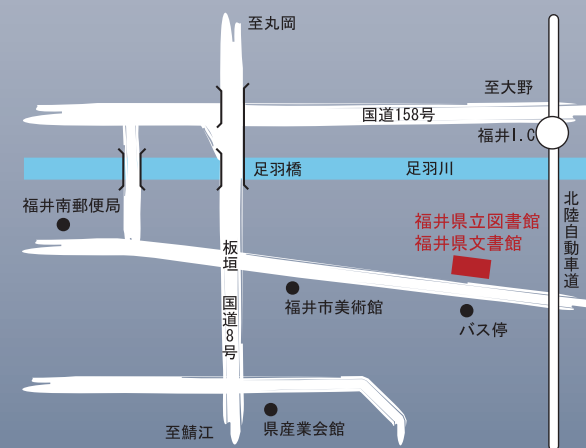 至丸岡
至大野
国道158号
福井I.C
足羽橋
足羽川
福井南郵便局
福井県立図書館
福井県文書館
北陸自動車道
板垣
国道8号
福井市美術館
バス停
至鯖江
県産業会館